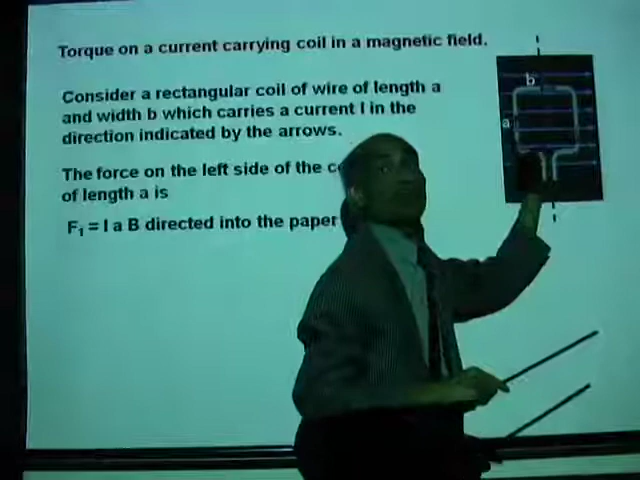 Torque on a current carrying coil in a magnetic field.
Consider a rectangular coil of wire of length a
and width b which carries a current I in the
direction indicated by the arrows.
The force on the left side of the
of length a is
F₁ = I a B directed into the paper
b
a